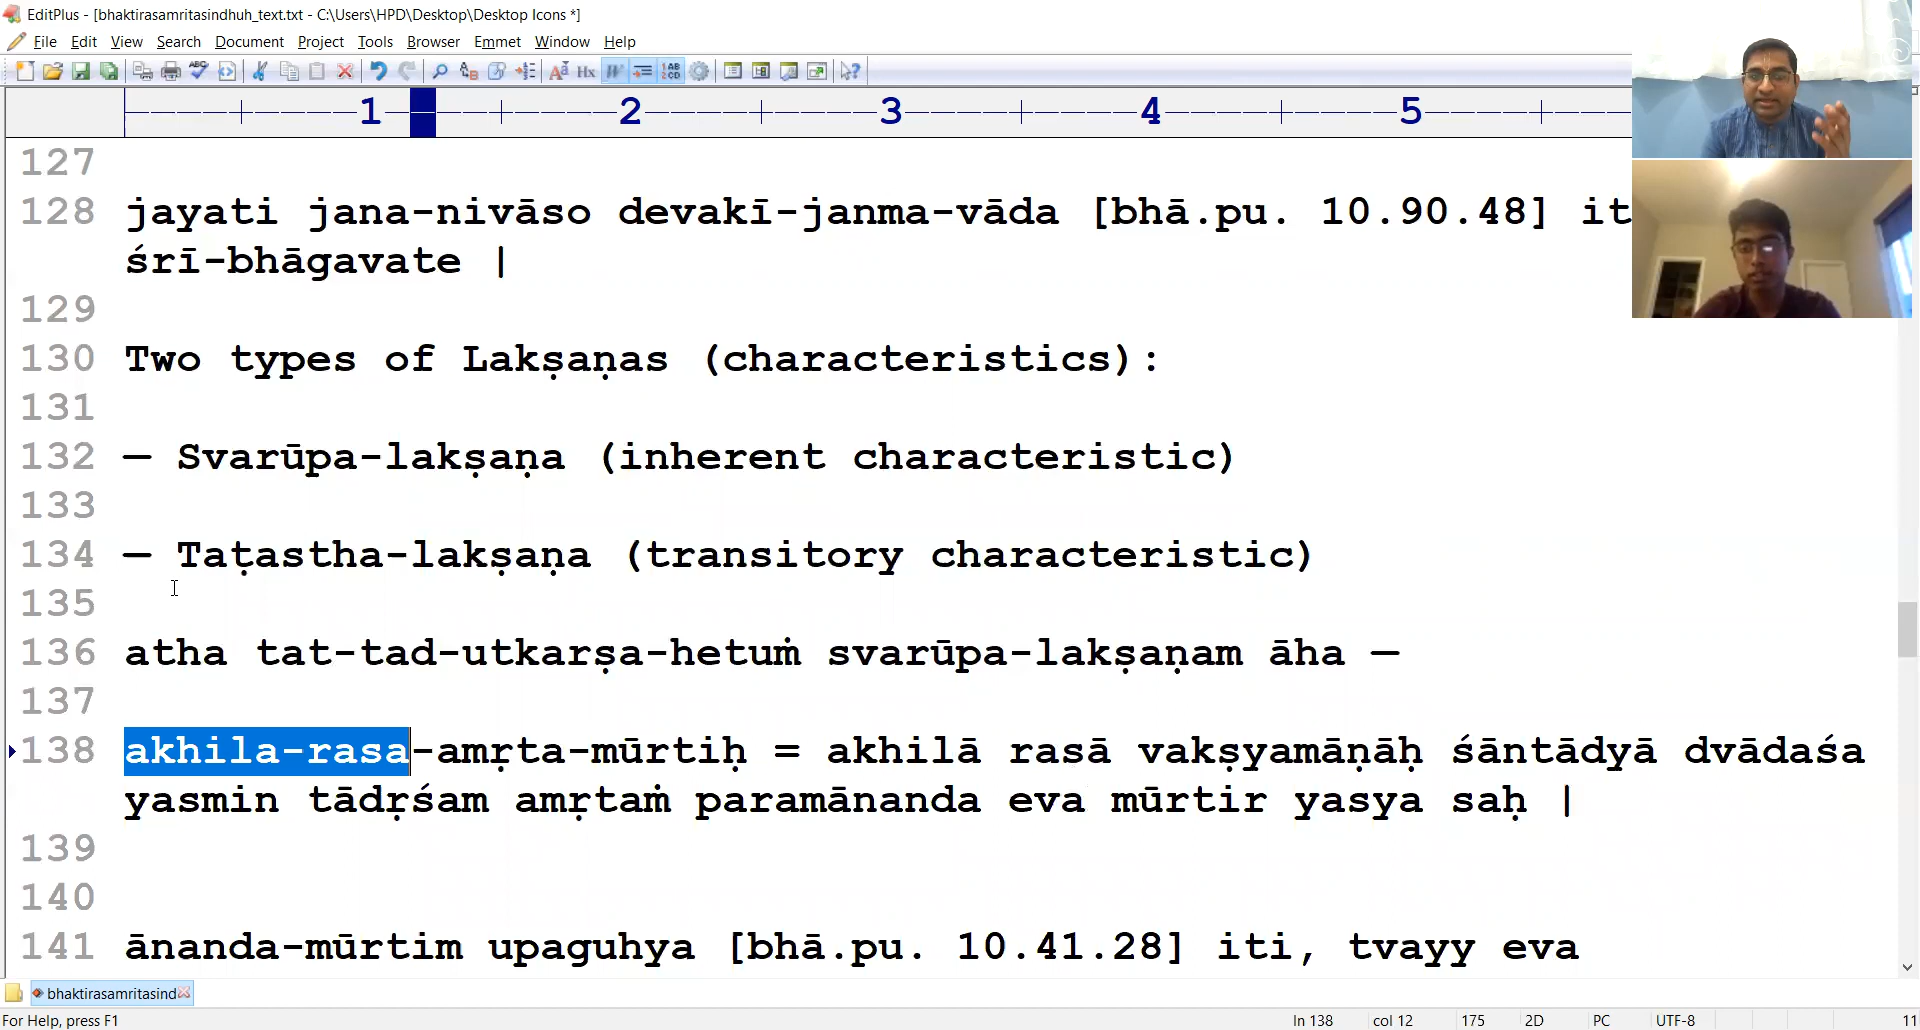 EditPlus - [bhaktirasamritasindhuh_text.txt - C:\Users\HPD\Desktop\Desktop Icons *]
File Edit View Search Document Project Tools Browser Emmet Window Help
1 2 3 4 5
127
128 jayati jana-nivāso devakī-janma-vāda [bhā.pu. 10.90.48] it
śrī-bhāgavate |
129
130 Two types of Lakṣaṇas (characteristics):
131
132 — Svarūpa-lakṣaṇa (inherent characteristic)
133
134 — Taṭastha-lakṣaṇa (transitory characteristic)
135
136 atha tat-tad-utkarṣa-hetuṁ svarūpa-lakṣaṇam āha —
137
138 akhila-rasa-amṛta-mūrtiḥ = akhilā rasā vakṣyamāṇāḥ śāntādyā dvādaśa
yasmin tādṛśam amṛtaṁ paramānanda eva mūrtir yasya saḥ |
139
140
141 ānanda-mūrtim upaguhya [bhā.pu. 10.41.28] iti, tvayy eva
bhaktirasamritasind
For Help, press F1 ln 138 col 12 175 2D PC UTF-8 11